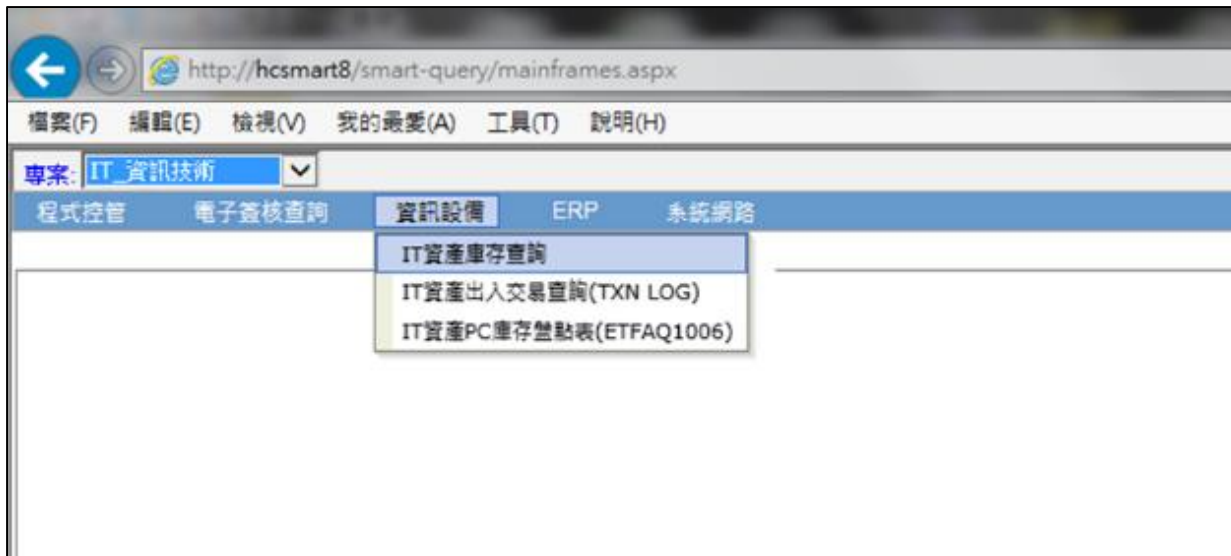 http://hcsmart8/smart-query/mainframes.aspx
檔案(F) 編輯(E) 檢視(V) 我的最愛(A) 工具(T) 說明(H)
專案: IT_資訊技術
程式控管 電子簽核查詢 資訊設備 ERP 系統網路
IT資產庫存查詢
IT資產出入交易查詢(TXN LOG)
IT資產PC庫存盤點表(ETFAQ1006)